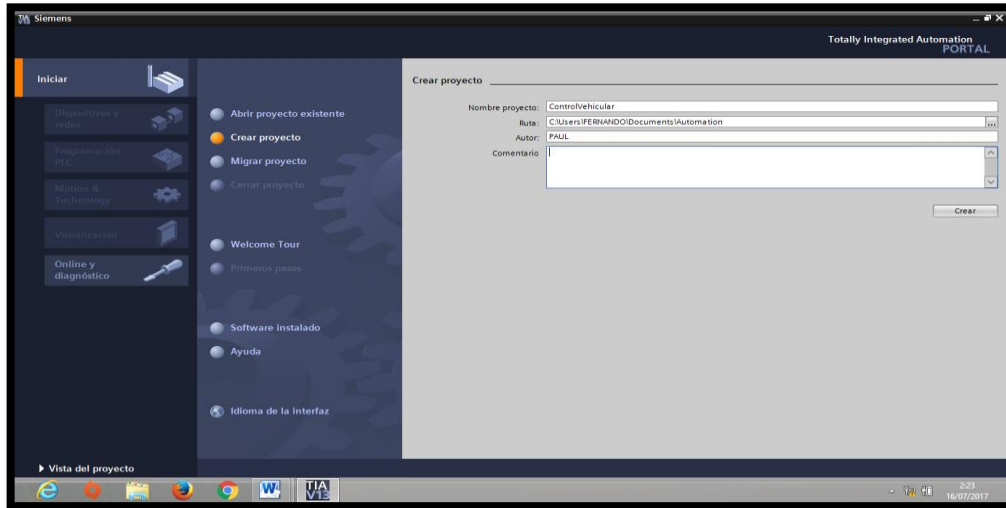 Siemens
Totally Integrated Automation
PORTAL
Iniciar
Dispositivos y
redes
Programación
PLC
Motion &
Technology
Visualización
Online y
diagnóstico
Abrir proyecto existente
Crear proyecto
Migrar proyecto
Cerrar proyecto
Welcome Tour
Primeros pasos
Software instalado
Ayuda
Idioma de la interfaz
Crear proyecto
Nombre proyecto: ControlVehicular
Ruta: C:\Users\FERNANDO\Documents\Automation ...
Autor: PAUL
Comentario
Crear
Vista del proyecto
TIA
V13
2:23
16/07/2017